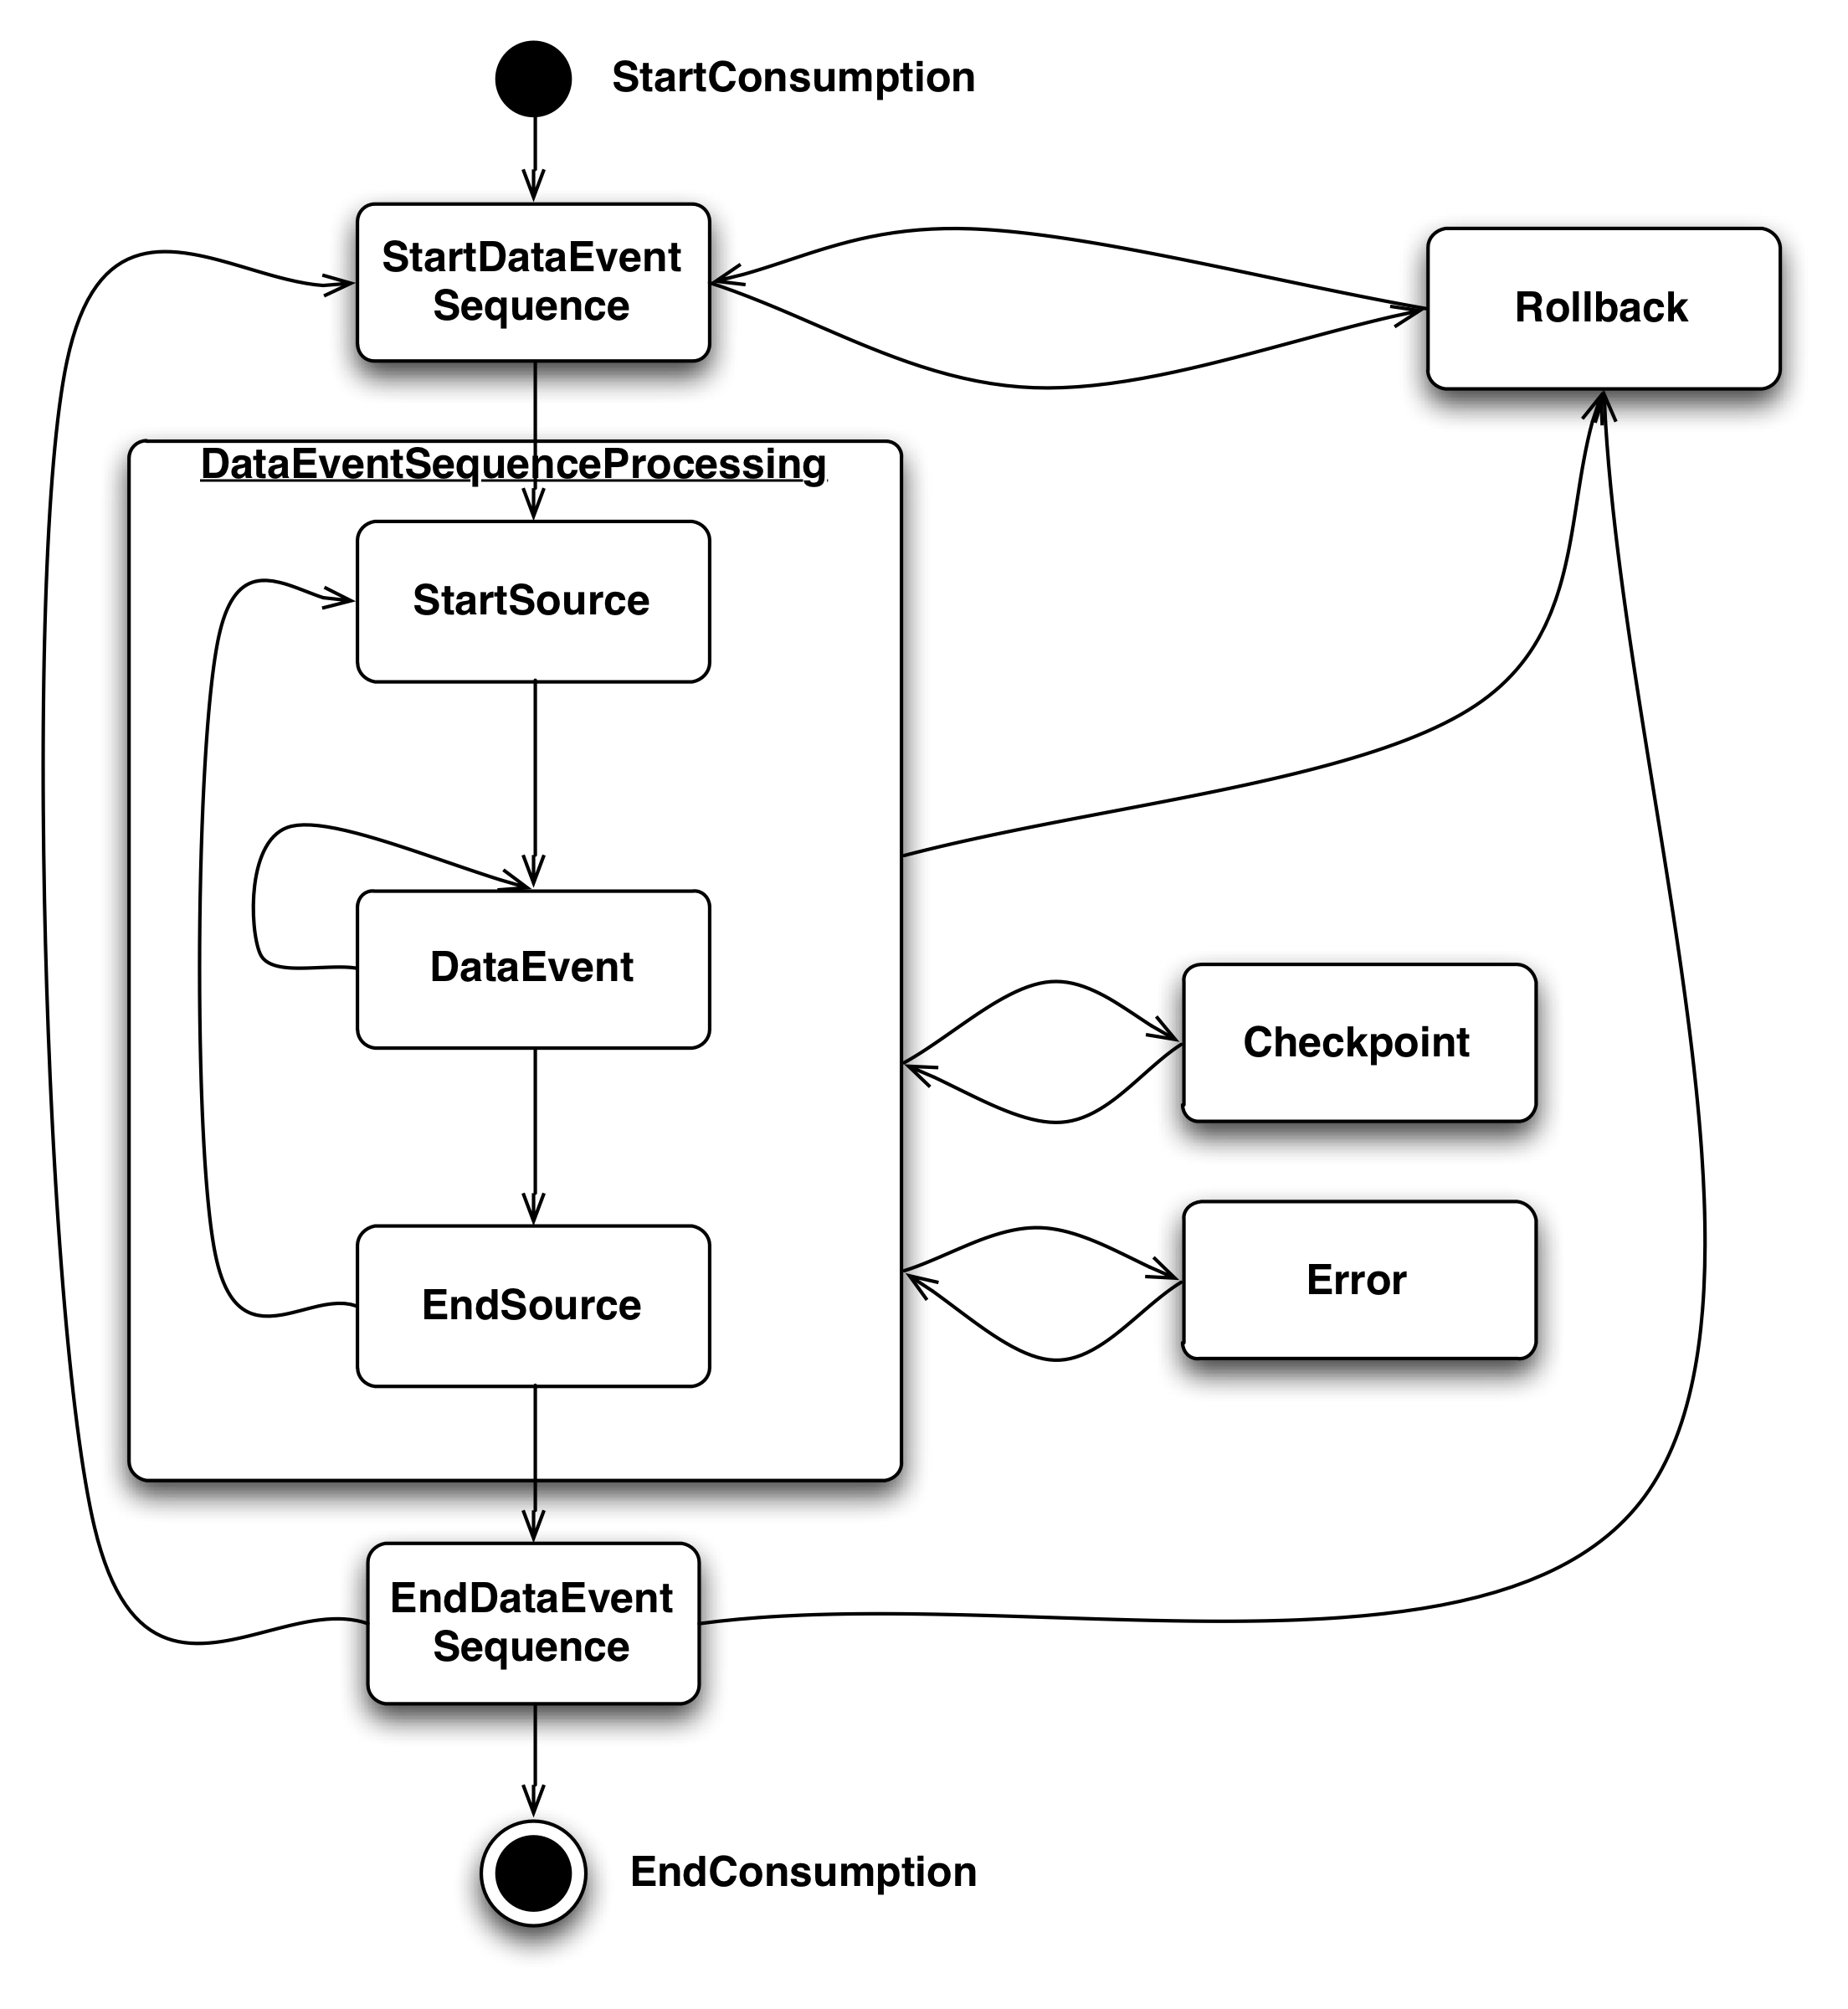 StartConsumption
StartDataEvent
Sequence
Rollback
DataEventSequenceProcessing
StartSource
DataEvent
Checkpoint
Error
EndSource
EndDataEvent
Sequence
EndConsumption